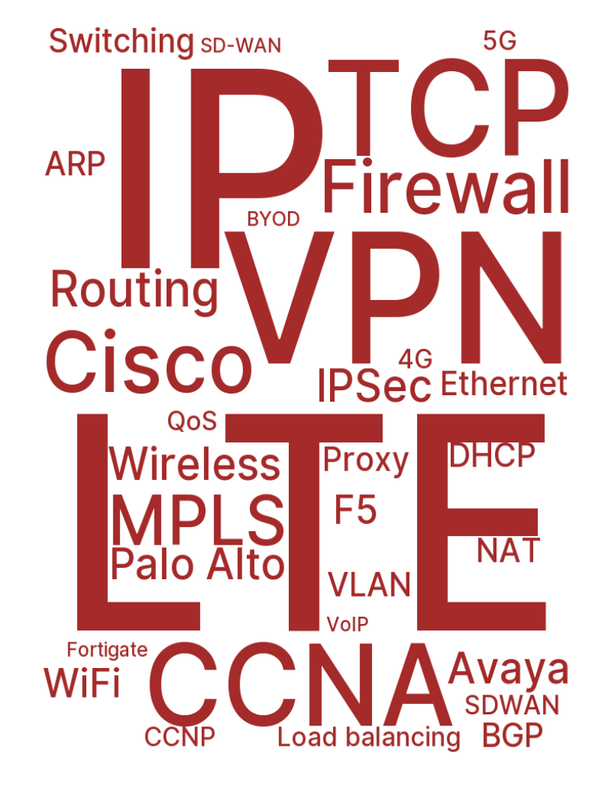 Switching
SD-WAN
5G
IP
TCP
ARP
Firewall
BYOD
VPN
Routing
Cisco
4G
IPSec
Ethernet
LTE
QoS
Wireless
Proxy
DHCP
MPLS
F5
NAT
Palo Alto
VLAN
VoIP
Fortigate
CCNA
WiFi
Avaya
SDWAN
CCNP
Load balancing
BGP